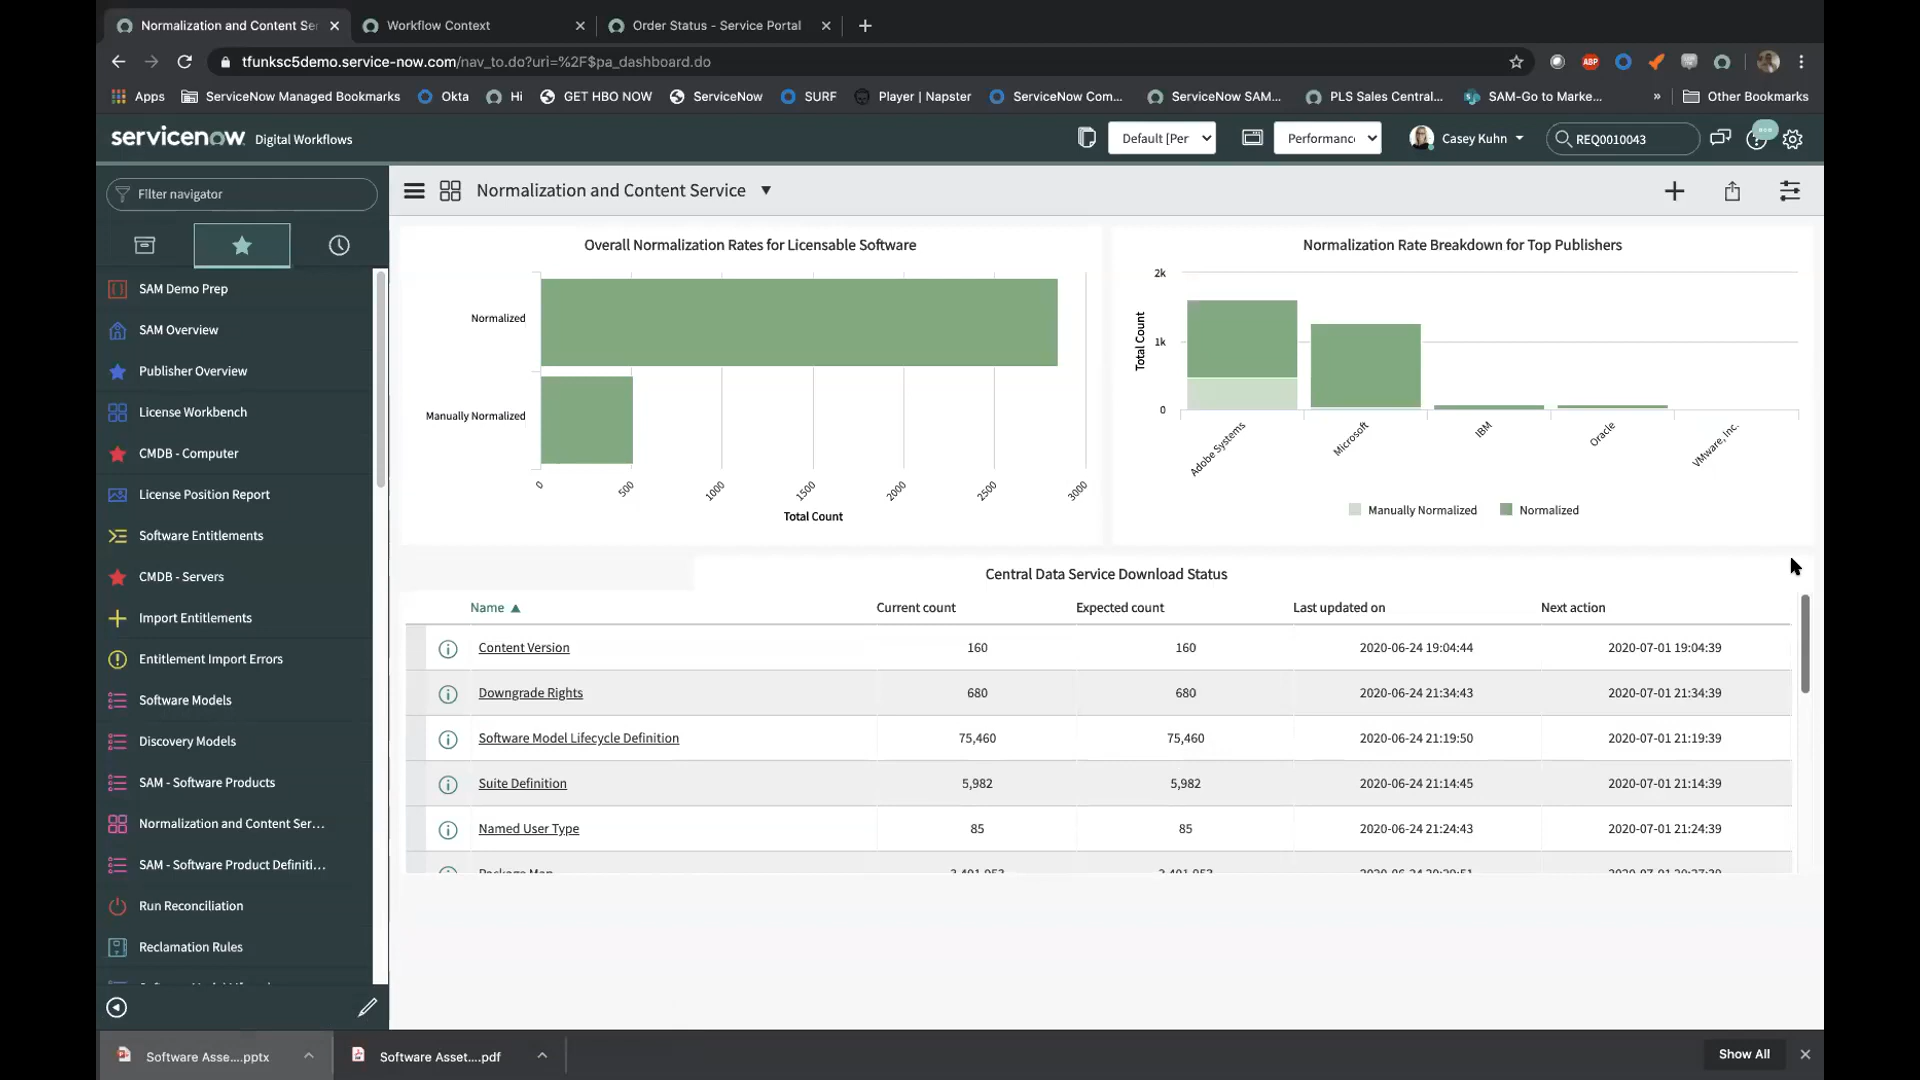 Normalization and Content Ser
Workflow Context
Order Status - Service Portal
tfunksc5demo.service-now.com/nav_to.do?uri=%2F$pa_dashboard.do
ABP
Apps
ServiceNow Managed Bookmarks
Okta
Hi
GET HBO NOW
ServiceNow
SURF
Player | Napster
ServiceNow Com...
ServiceNow SAM...
PLS Sales Central...
SAM-Go to Marke...
»
Other Bookmarks
servicenow Digital Workflows
Default [Per
Performanc
Casey Kuhn
REQ0010043
Filter navigator
SAM Demo Prep
SAM Overview
Publisher Overview
License Workbench
CMDB - Computer
License Position Report
Software Entitlements
CMDB - Servers
Import Entitlements
Entitlement Import Errors
Software Models
Discovery Models
SAM - Software Products
Normalization and Content Ser...
SAM - Software Product Definiti...
Run Reconciliation
Reclamation Rules
Normalization and Content Service ▼
Overall Normalization Rates for Licensable Software
Normalized
Manually Normalized
0 500 1000 1500 2000 2500 3000
Total Count
Normalization Rate Breakdown for Top Publishers
Total Count
2k
1k
0
Adobe Systems Microsoft IBM Oracle VMware, Inc.
Manually Normalized Normalized
Central Data Service Download Status
Name ▲ Current count Expected count Last updated on Next action
Content Version 160 160 2020-06-24 19:04:44 2020-07-01 19:04:39
Downgrade Rights 680 680 2020-06-24 21:34:43 2020-07-01 21:34:39
Software Model Lifecycle Definition 75,460 75,460 2020-06-24 21:19:50 2020-07-01 21:19:39
Suite Definition 5,982 5,982 2020-06-24 21:14:45 2020-07-01 21:14:39
Named User Type 85 85 2020-06-24 21:24:43 2020-07-01 21:24:39
Package Map
Software Asse....pptx
Software Asset....pdf
Show All